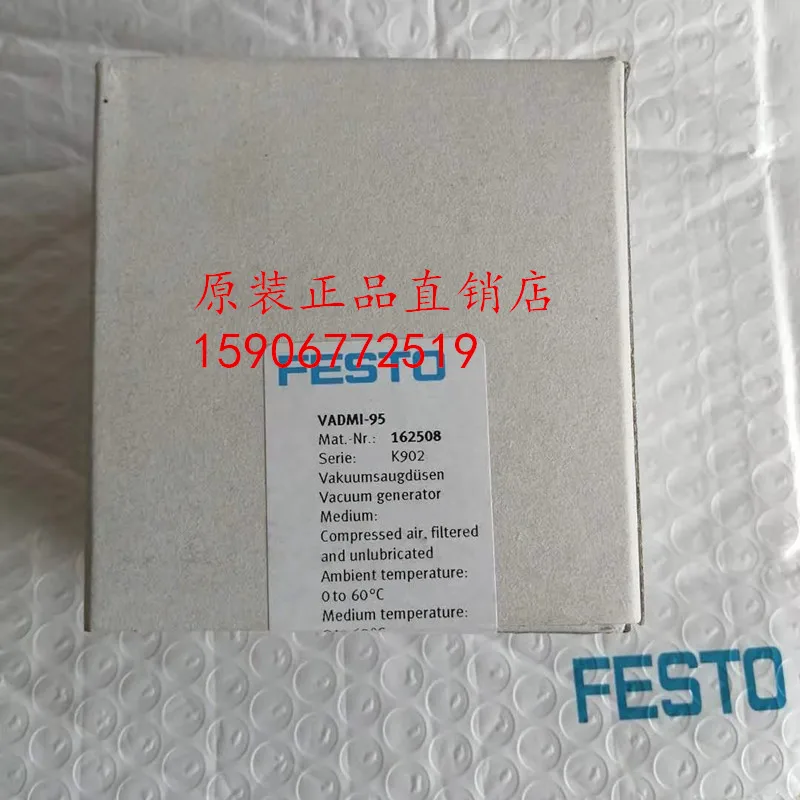 原装正品直销店
15906772519
FESTO
VADMI-95
Mat.-Nr.: 162508
Serie: K902
Vakuumsaugdüsen
Vacuum generator
Medium:
Compressed air, filtered
and unlubricated
Ambient temperature:
0 to 60°C
Medium temperature:
FESTO